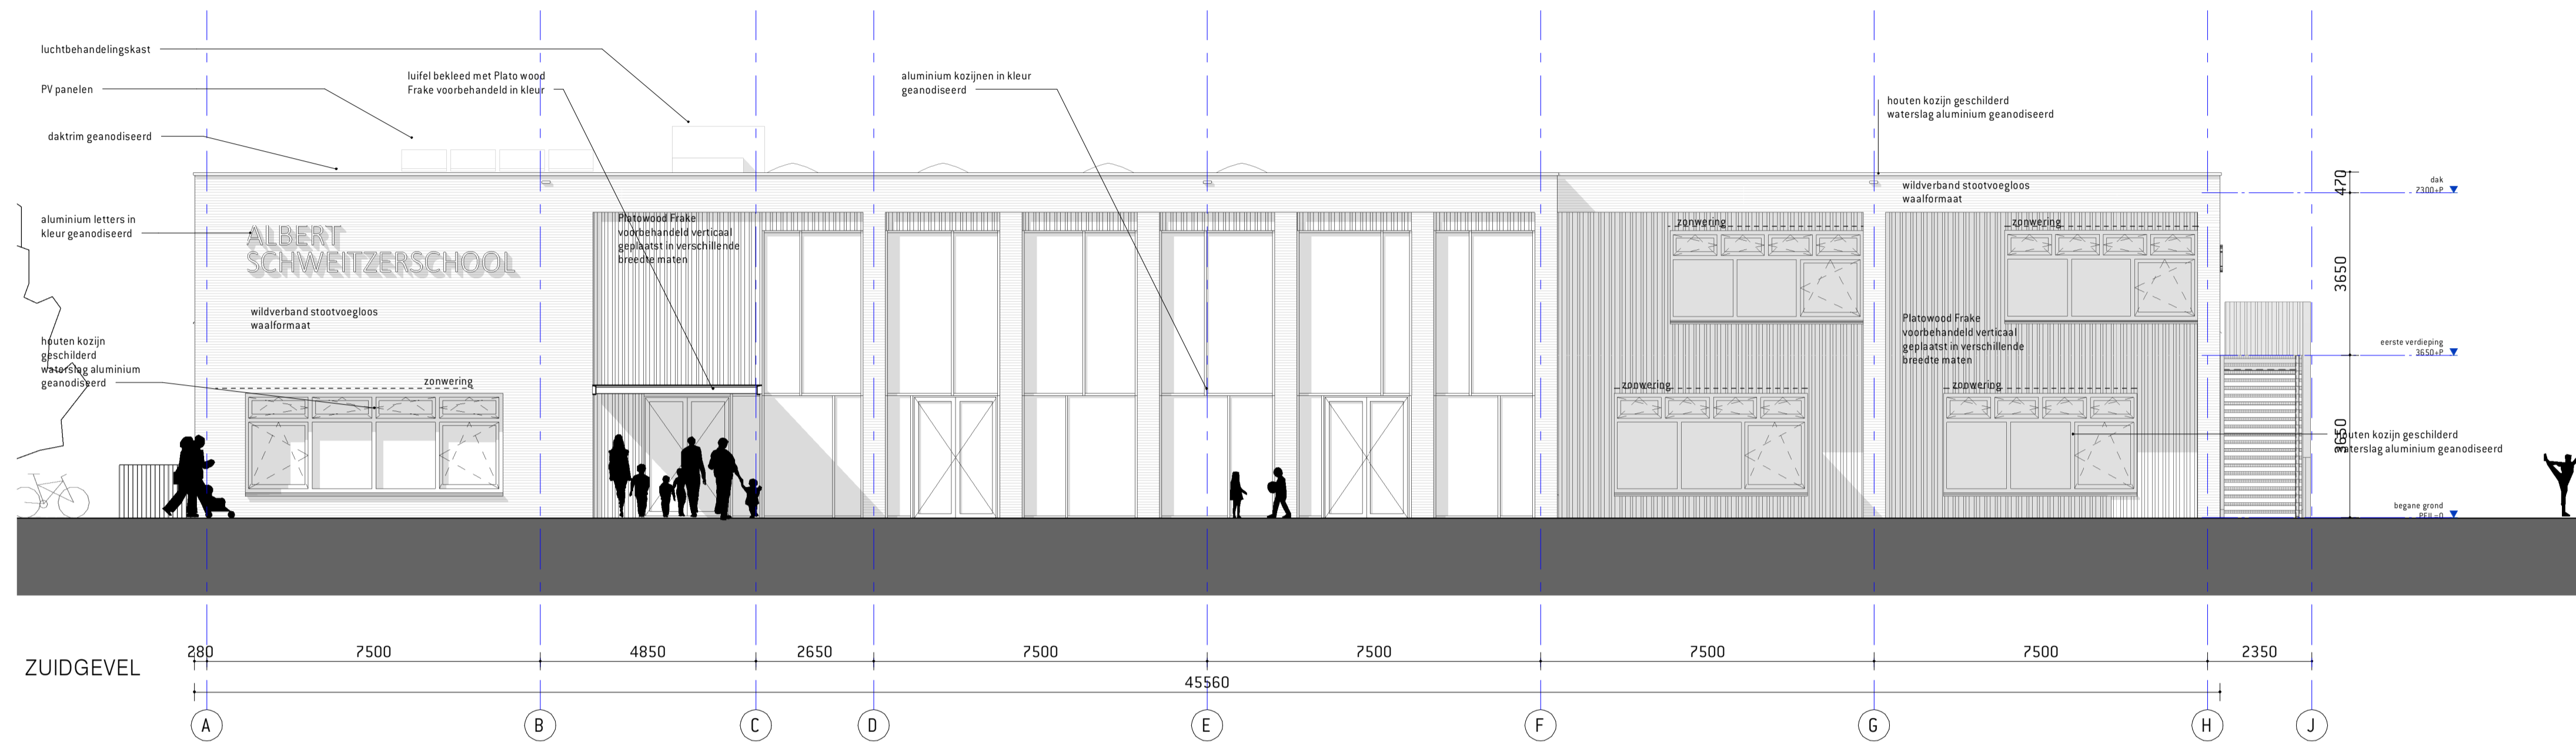 luchtbehandelingskast
PV panelen
daktrim geanodiseerd
luifel bekleed met Plato wood
Frake voorbehandeld in kleur
aluminium kozijnen in kleur
geanodiseerd
houten kozijn geschilderd
waterslag aluminium geanodiseerd
aluminium letters in
kleur geanodiseerd
ALBERT
SCHWEITZERSCHOOL
Platowood Frake
voorbehandeld verticaal
geplaatst in verschillende
breedte maten
wildverband stootvoegloos
waalformaat
houten kozijn
geschilderd
waterslag aluminium
geanodiseerd
zonwering
zonwering
zonwering
wildverband stootvoegloos
waalformaat
zonwering
zonwering
Platowood Frake
voorbehandeld verticaal
geplaatst in verschillende
breedte maten
houten kozijn geschilderd
waterslag aluminium geanodiseerd
470
3650
3650
dak
7300+P
eerste verdieping
3650+P
begane grond
PEIL=0
ZUIDGEVEL
280
7500
4850
2650
7500
7500
7500
7500
2350
45560
A
B
C
D
E
F
G
H
J